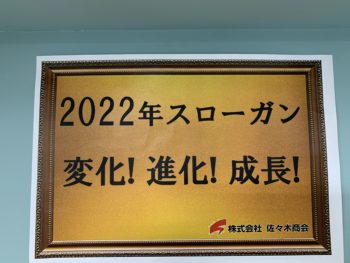 2022年スローガン
変化! 進化! 成長!
株式会社 佐々木商会